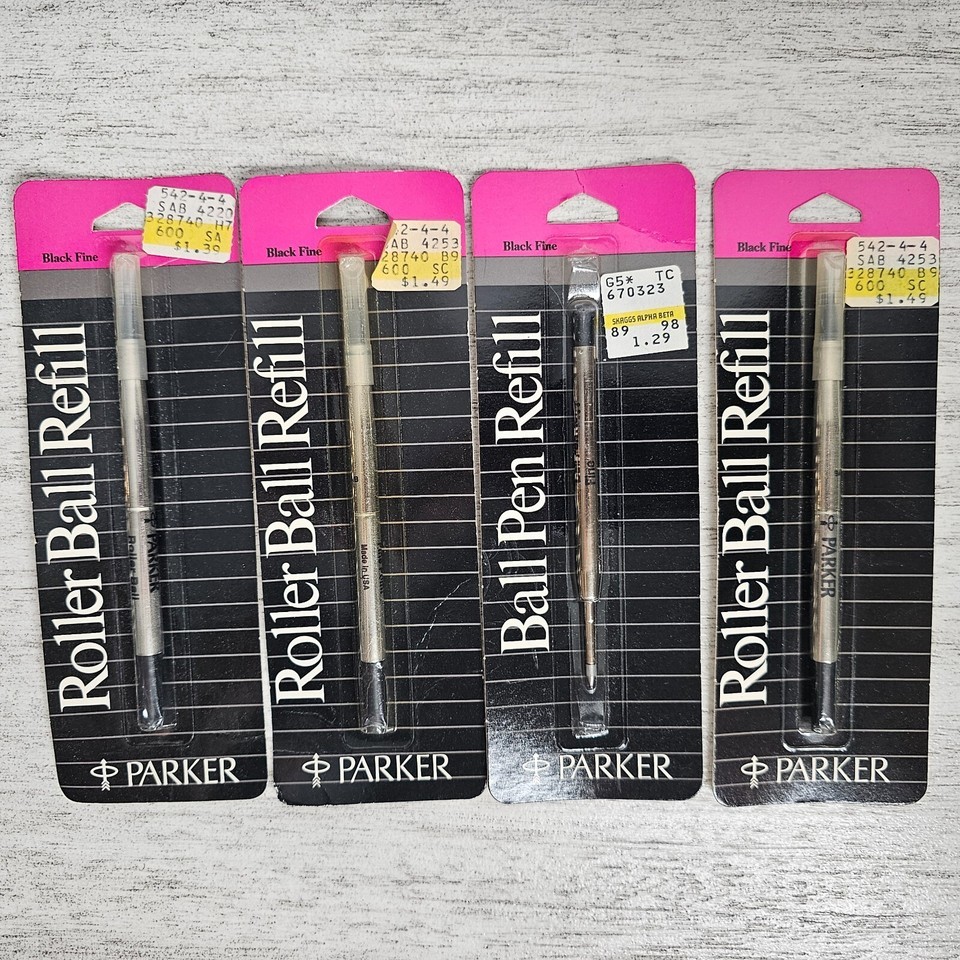 542-4-4
SAB 4220
328740 H7
600 SA
$1.39
Black Fine
Roller Ball Refill
PARKER
Roller Ball
PARKER
2-4-4
AB 4253
28740 B9
600 SC
$1.49
Black Fine
Roller Ball Refill
Made in USA
PARKER
Black Fine
G5* TC
670323
SKAGGS ALPHA BETA
89 98
1.29
Ball Pen Refill
PARKER
542-4-4
SAB 4253
328740 B9
600 SC
$1.49
Black Fine
Roller Ball Refill
PARKER
PARKER